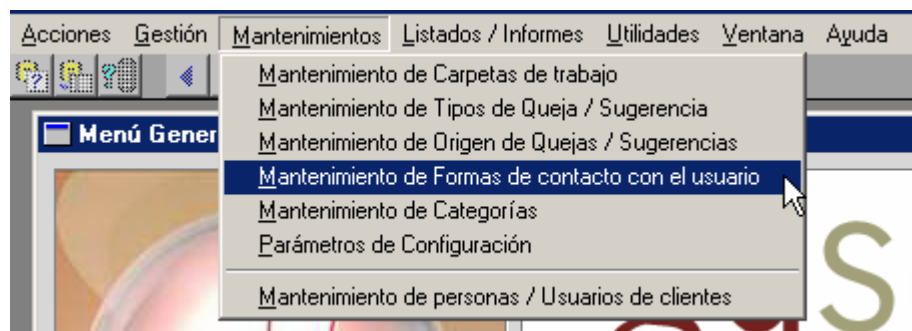 Acciones Gestión Mantenimientos Listados / Informes Utilidades Ventana Ayuda
Mantenimiento de Carpetas de trabajo
Mantenimiento de Tipos de Queja / Sugerencia
Menú Gener
Mantenimiento de Origen de Quejas / Sugerencias
Mantenimiento de Formas de contacto con el usuario
Mantenimiento de Categorías
Parámetros de Configuración
Mantenimiento de personas / Usuarios de clientes